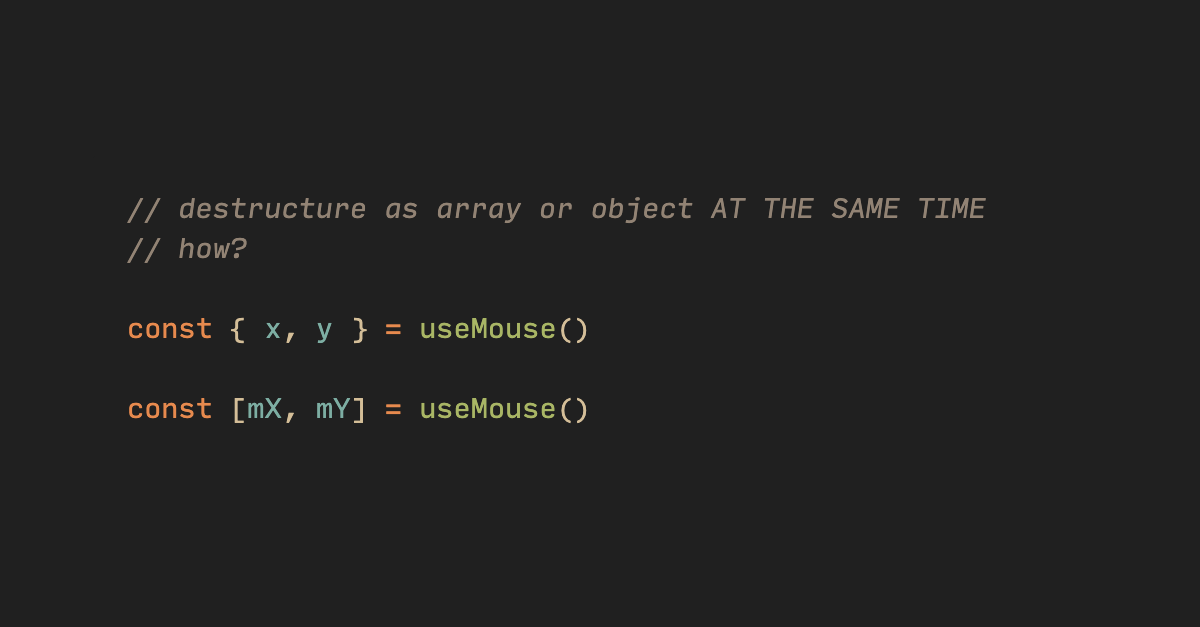 // destructure as array or object AT THE SAME TIME
// how?
const { x, y } = useMouse()
const [mX, mY] = useMouse()